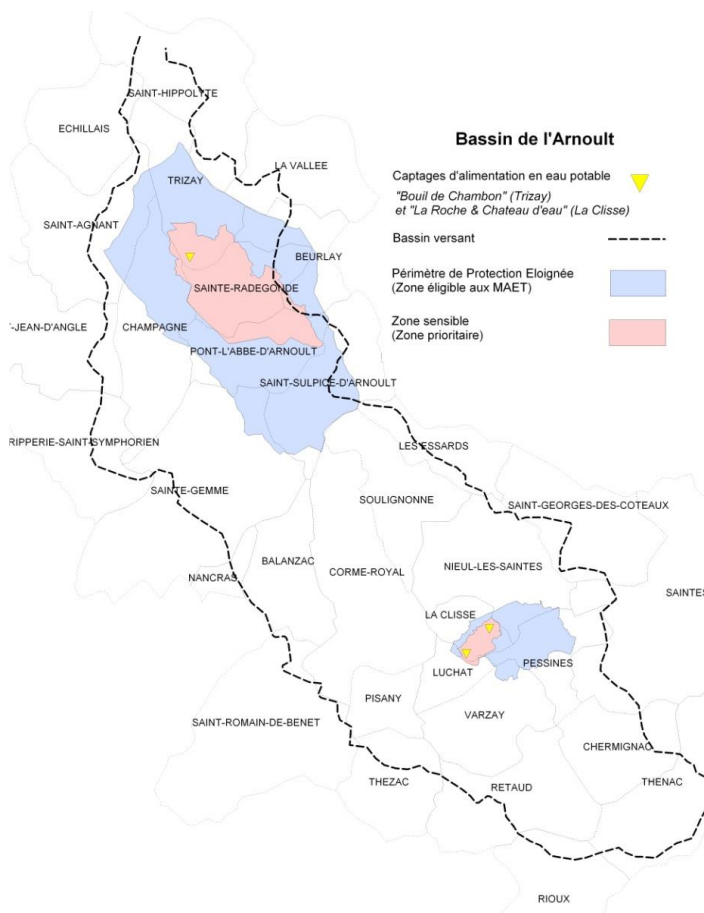 SAINT-HIPPOLYTE
ECHILLAIS
Bassin de l'Arnoult
LA VALLEE
Captages d'alimentation en eau potable
TRIZAY
"Bouil de Chambon" (Trizay)
et "La Roche & Chateau d'eau" (La Clisse)
SAINT-AGNANT
Bassin versant
BEURLAY
Périmètre de Protection Eloignée
(Zone éligible aux MAET)
SAINTE-RADEGONDE
T-JEAN-D'ANGLE
CHAMPAGNE
Zone sensible
(Zone prioritaire)
PONT-L'ABBE-D'ARNOULT
SAINT-SULPICE-D'ARNOULT
RIPPERIE-SAINT-SYMPHORIEN
LES ESSARDS
SAINTE-GEMME
SOULIGNONNE
SAINT-GEORGES-DES-COTEAUX
BALANZAC
CORME-ROYAL
NIEUL-LES-SAINTES
NANCRAS
SAINTES
LA CLISSE
LUCHAT
PESSINES
PISANY
VARZAY
SAINT-ROMAIN-DE-BENET
CHERMIGNAC
THEZAC
RETAUD
THENAC
RIOUX